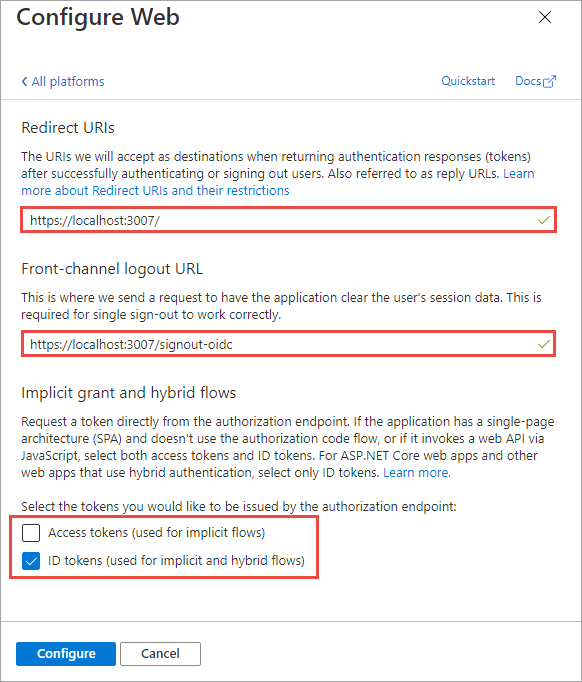 Configure Web
All platforms
Quickstart
Docs
Redirect URIs
The URIs we will accept as destinations when returning authentication responses (tokens)
after successfully authenticating or signing out users. Also referred to as reply URLs. Learn
more about Redirect URIs and their restrictions
https://localhost:3007/
Front-channel logout URL
This is where we send a request to have the application clear the user's session data. This is
required for single sign-out to work correctly.
https://localhost:3007/signout-oidc
Implicit grant and hybrid flows
Request a token directly from the authorization endpoint. If the application has a single-page
architecture (SPA) and doesn't use the authorization code flow, or if it invokes a web API via
JavaScript, select both access tokens and ID tokens. For ASP.NET Core web apps and other
web apps that use hybrid authentication, select only ID tokens. Learn more.
Select the tokens you would like to be issued by the authorization endpoint:
Access tokens (used for implicit flows)
ID tokens (used for implicit and hybrid flows)
Configure
Cancel